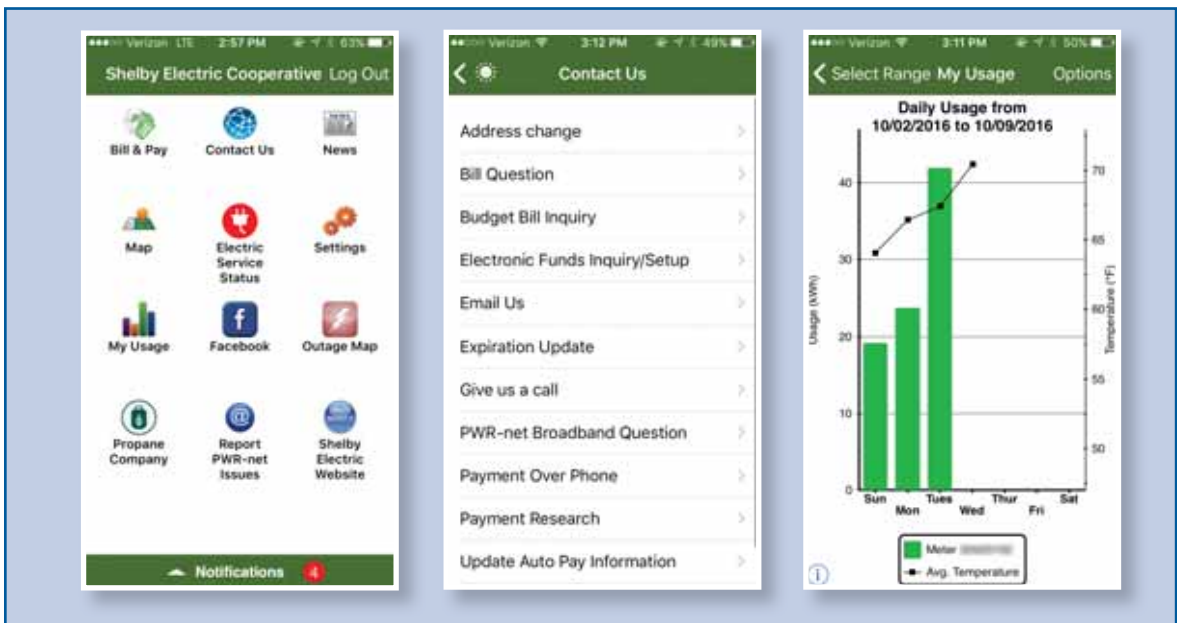 Verizon LTE 2:57 PM 63%
Shelby Electric Cooperative Log Out
NEWS
Bill & Pay Contact Us News
Map Electric Service Status Settings
My Usage Facebook Outage Map
Propane Company Report PWR-net Issues Shelby Electric Website
Notifications 4
Verizon 3:12 PM 49%
Contact Us
Address change
Bill Question
Budget Bill Inquiry
Electronic Funds Inquiry/Setup
Email Us
Expiration Update
Give us a call
PWR-net Broadband Question
Payment Over Phone
Payment Research
Update Auto Pay Information
Verizon 3:11 PM 50%
Select Range My Usage Options
Daily Usage from
10/02/2016 to 10/09/2016
Usage (kWh)
40
30
20
10
0
Temperature (°F)
70
65
60
55
50
Sun Mon Tues Wed Thur Fri Sat
Meter
Avg. Temperature